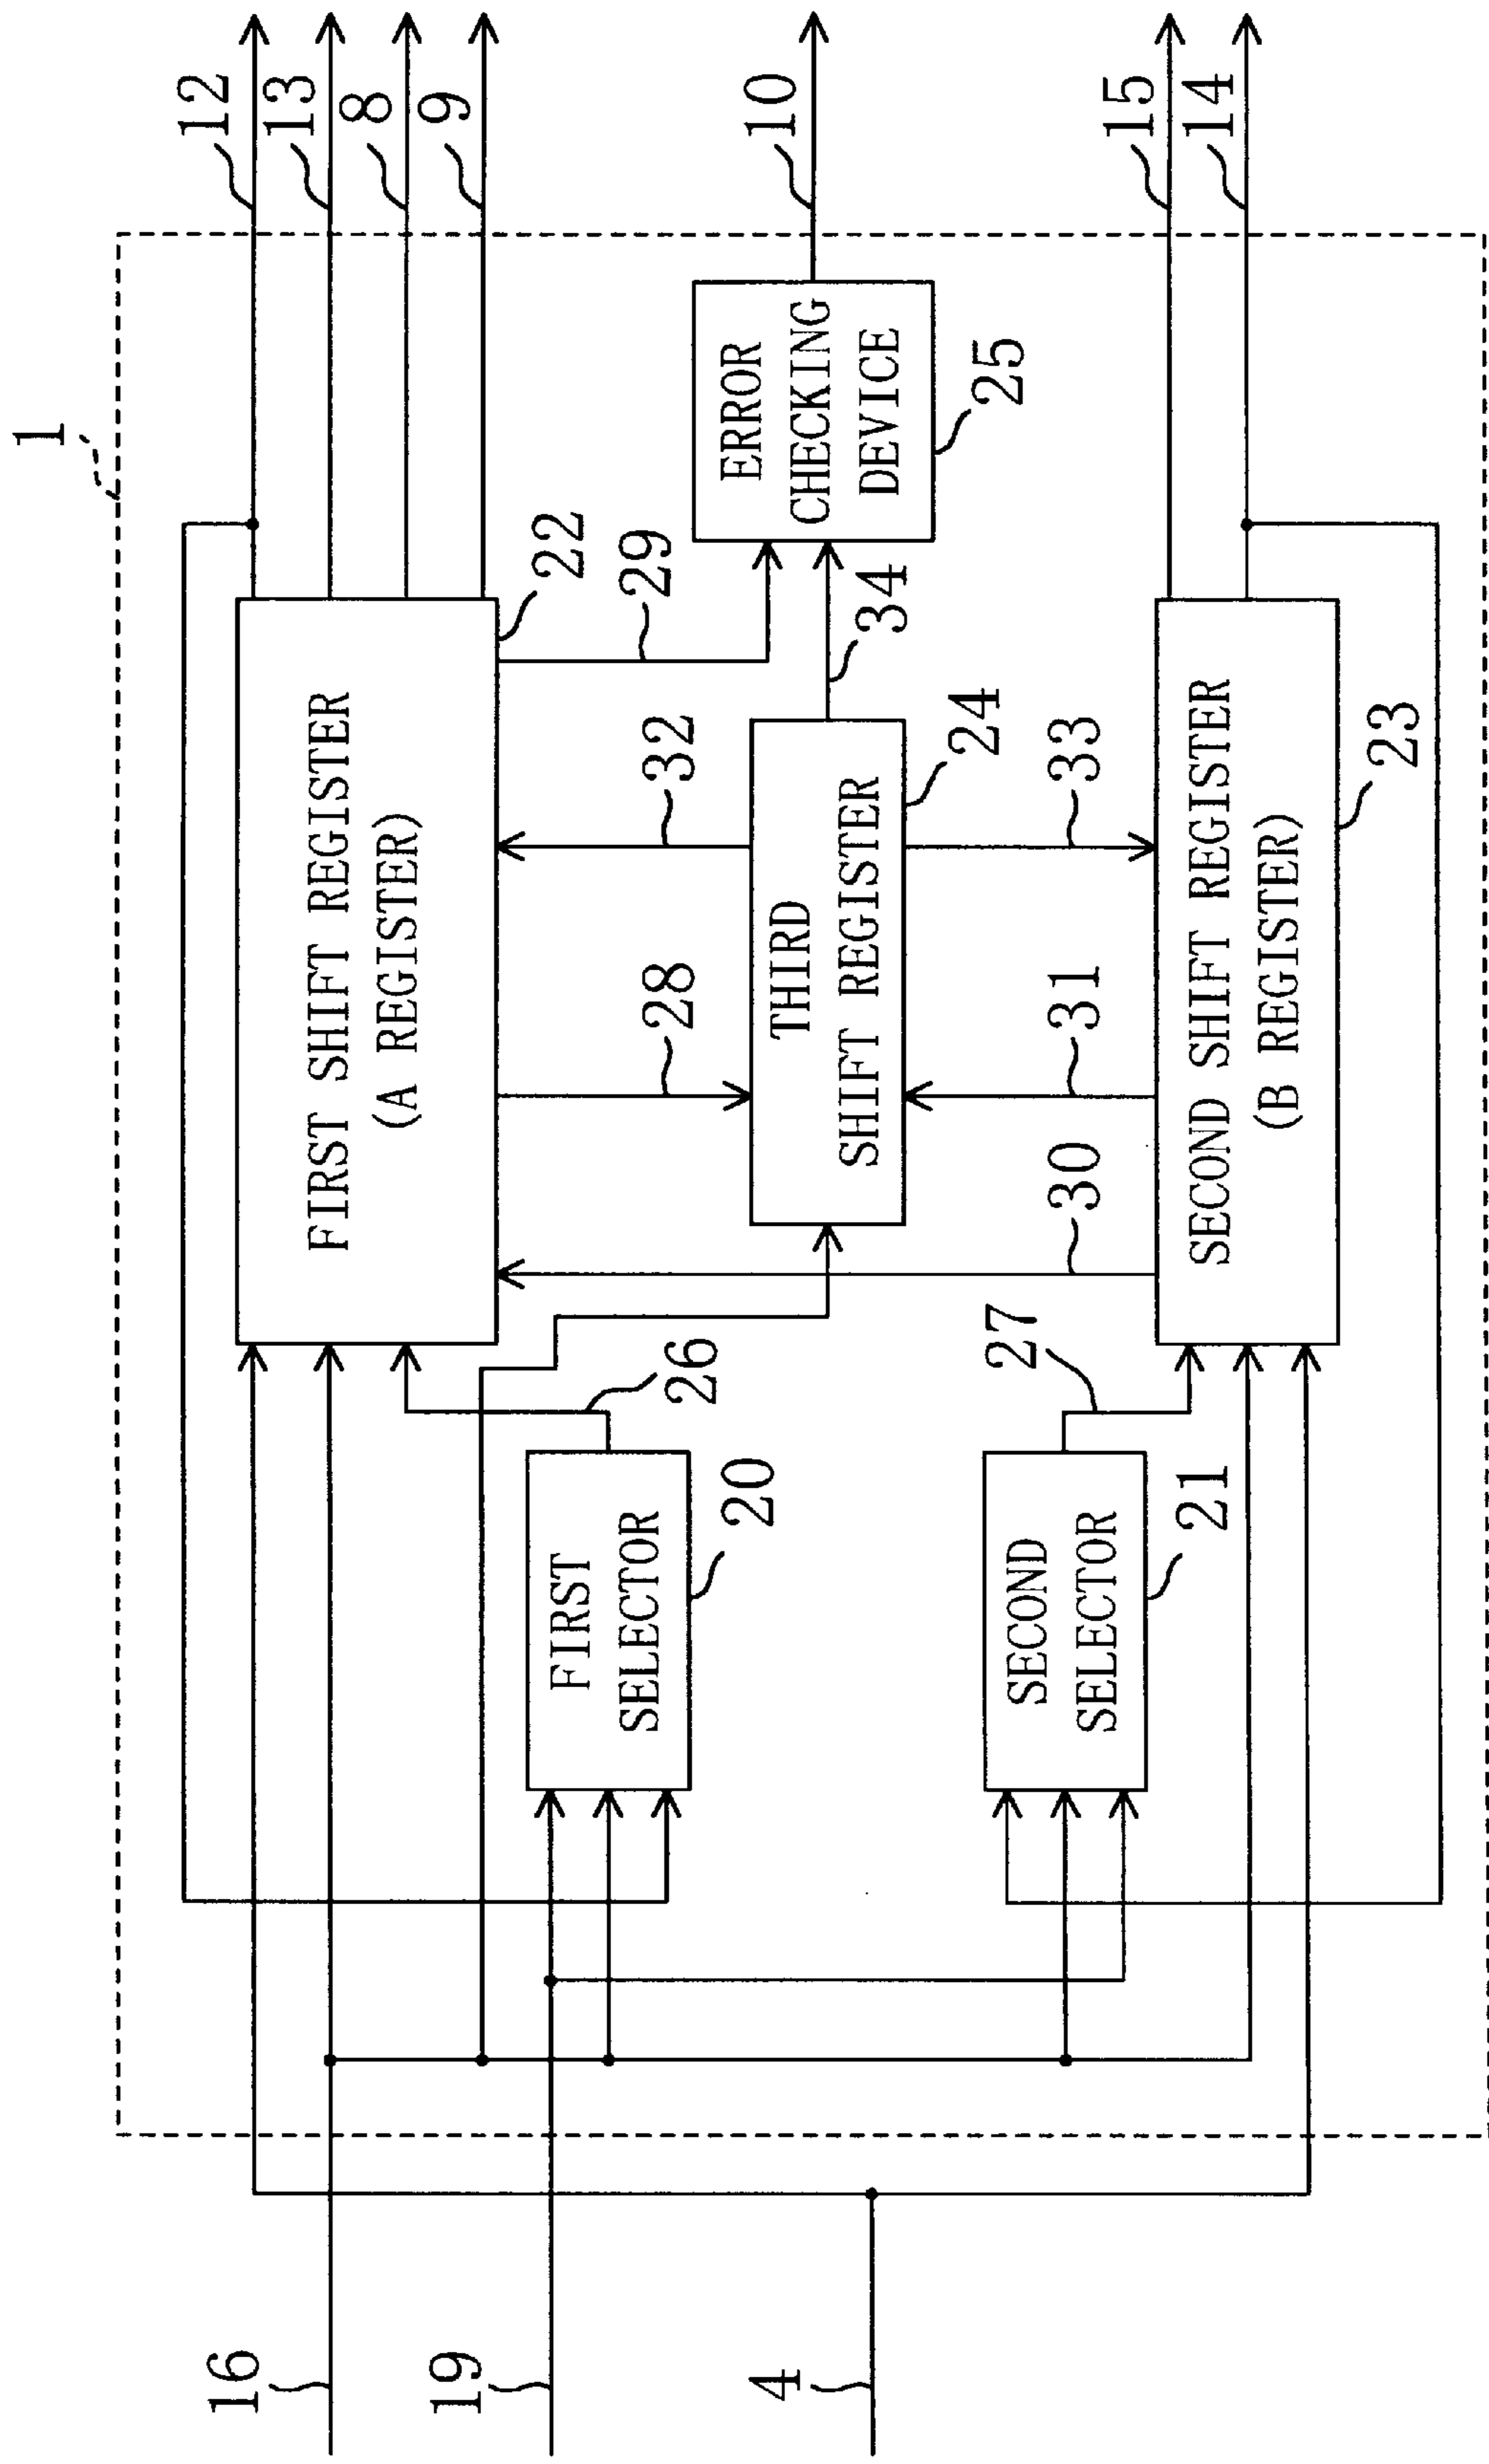 1
12
13
8
9
10
15
14
16
19
4
FIRST SHIFT REGISTER
(A REGISTER)
22
29
ERROR
CHECKING
DEVICE
25
34
28
32
THIRD
SHIFT REGISTER
24
26
FIRST
SELECTOR
20
30
31
33
27
SECOND
SELECTOR
21
SECOND SHIFT REGISTER
(B REGISTER)
23